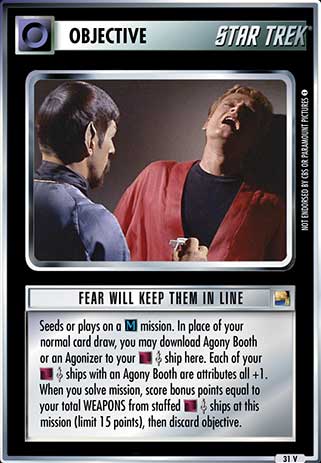 OBJECTIVE
STAR TREK
NOT ENDORSED BY CBS OR PARAMOUNT PICTURES
FEAR WILL KEEP THEM IN LINE
Seeds or plays on a M mission. In place of your
normal card draw, you may download Agony Booth
or an Agonizer to your ship here. Each of your
ships with an Agony Booth are attributes all +1.
When you solve mission, score bonus points equal to
your total WEAPONS from staffed ships at this
mission (limit 15 points), then discard objective.
31 V